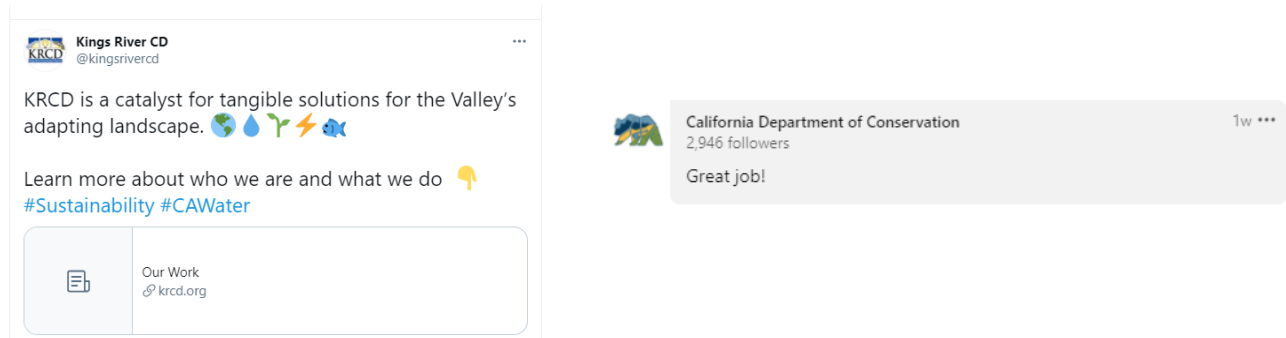 KRCD
Kings River CD
@kingsrivercd
KRCD is a catalyst for tangible solutions for the Valley’s
adapting landscape. 🌎💧🌱⚡🐟
Learn more about who we are and what we do 👇
#Sustainability #CAWater
Our Work
krcd.org
California Department of Conservation
1w
2,946 followers
Great job!